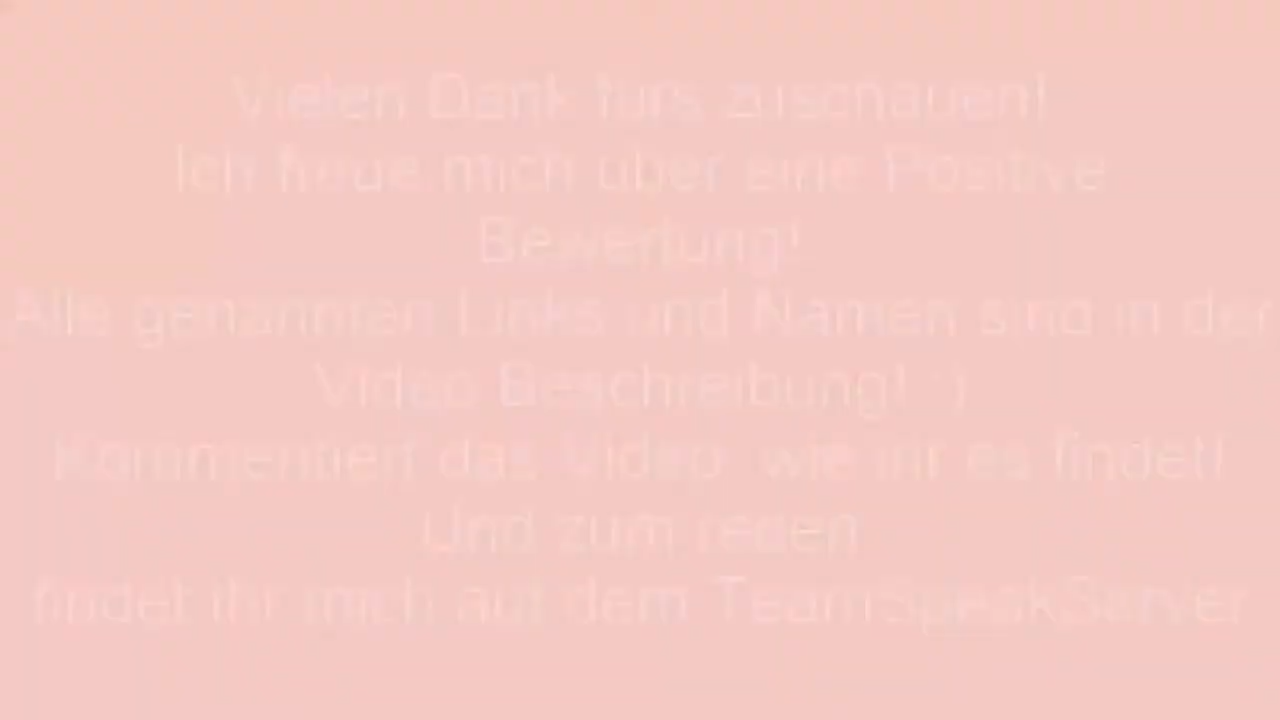 Vielen Dank fürs zuschauen!
Ich freue mich über eine Positive
Bewertung!
Alle genannten Links und Namen sind in der
Video Beschreibung! :)
Kommentiert das Video, wie ihr es findet!
Und zum reden
findet ihr mich auf dem TeamSpeakServer